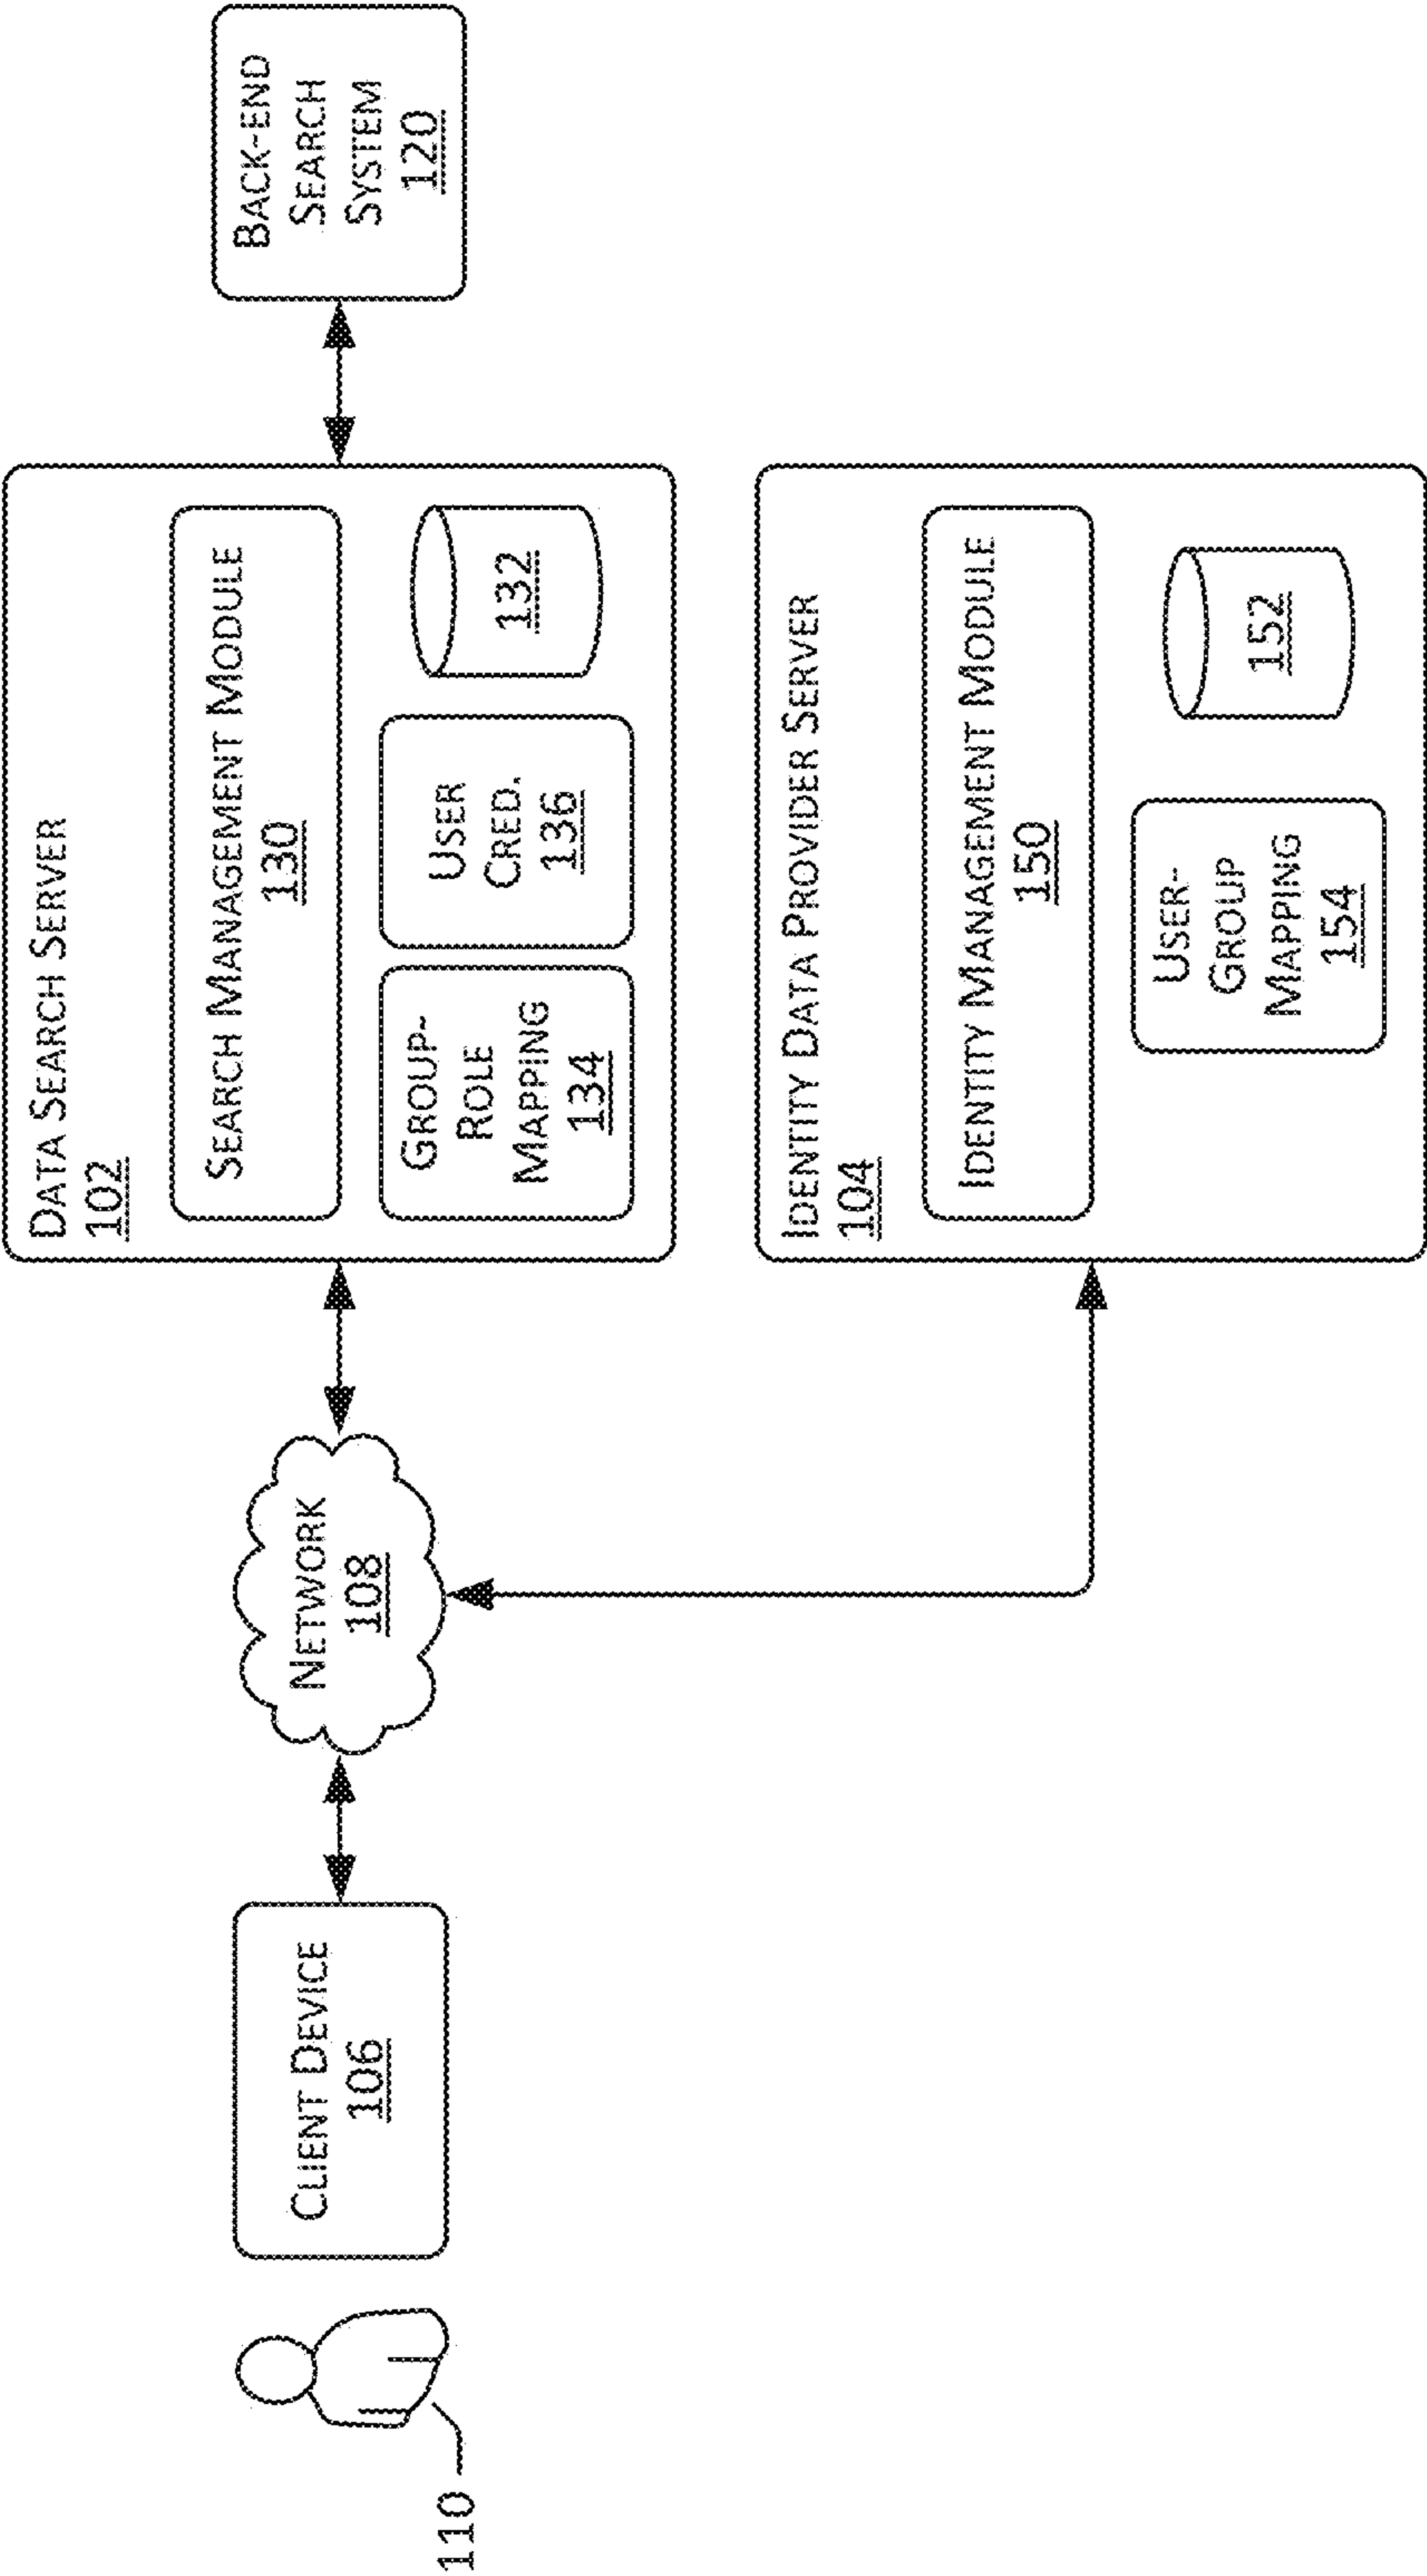 110
CLIENT DEVICE
106
NETWORK
108
DATA SEARCH SERVER
102
SEARCH MANAGEMENT MODULE
130
GROUP-
ROLE
MAPPING
134
USER
CRED.
136
132
BACK-END
SEARCH
SYSTEM
120
IDENTITY DATA PROVIDER SERVER
104
IDENTITY MANAGEMENT MODULE
150
USER-
GROUP
MAPPING
154
152